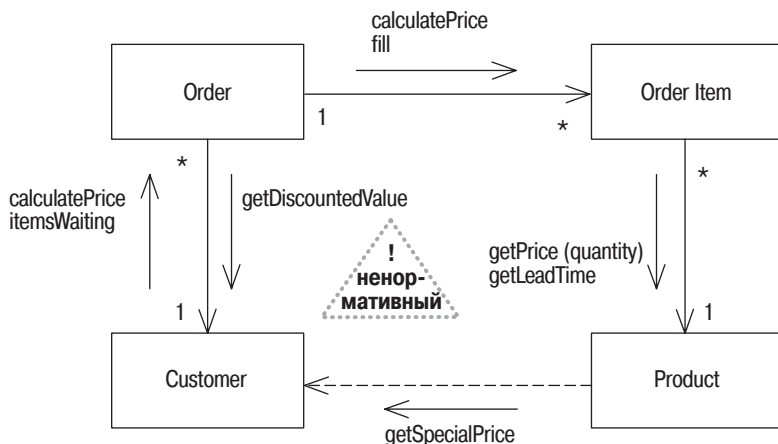 calculatePrice
fill
Order
Order Item
1
*
*
*
calculatePrice
itemsWaiting
getDiscountedValue
!
ненор-
мативный
getPrice (quantity)
getLeadTime
1
1
Customer
Product
getSpecialPrice